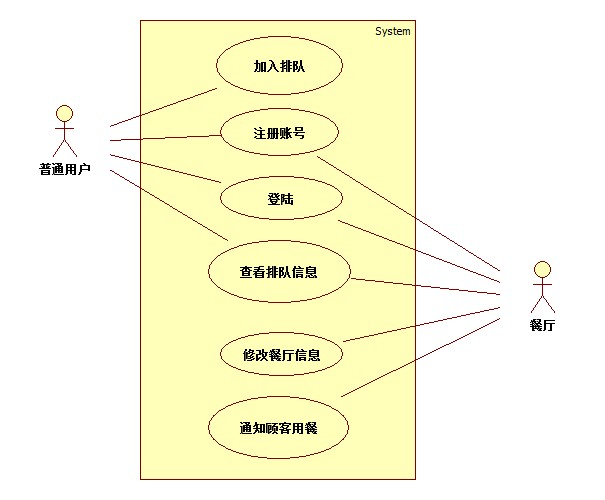 System
加入排队
注册账号
普通用户
登陆
查看排队信息
餐厅
修改餐厅信息
通知顾客用餐